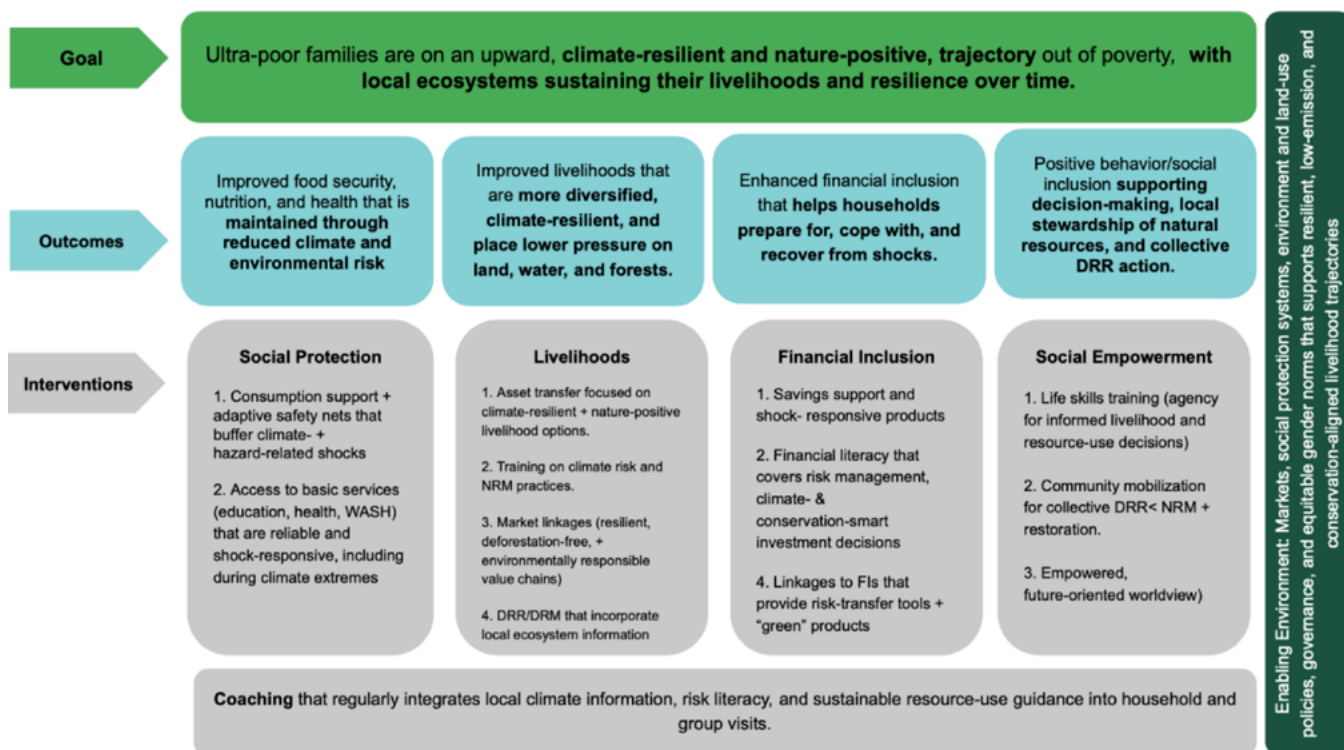 Goal
Ultra-poor families are on an upward, climate-resilient and nature-positive, trajectory out of poverty, with
local ecosystems sustaining their livelihoods and resilience over time.
Outcomes
Improved food security,
nutrition, and health that is
maintained through
reduced climate and
environmental risk
Improved livelihoods that
are more diversified,
climate-resilient, and
place lower pressure on
land, water, and forests.
Enhanced financial inclusion
that helps households
prepare for, cope with, and
recover from shocks.
Positive behavior/social
inclusion supporting
decision-making, local
stewardship of natural
resources, and collective
DRR action.
Interventions
Social Protection
1. Consumption support +
adaptive safety nets that
buffer climate- +
hazard-related shocks
2. Access to basic services
(education, health, WASH)
that are reliable and
shock-responsive, including
during climate extremes
Livelihoods
1. Asset transfer focused on
climate-resilient + nature-positive
livelihood options.
2. Training on climate risk and
NRM practices.
3. Market linkages (resilient,
deforestation-free, +
environmentally responsible
value chains)
4. DRR/DRM that incorporate
local ecosystem information
Financial Inclusion
1. Savings support and
shock- responsive products
2. Financial literacy that
covers risk management,
climate- &
conservation-smart
investment decisions
4. Linkages to FIs that
provide risk-transfer tools +
“green” products
Social Empowerment
1. Life skills training (agency
for informed livelihood and
resource-use decisions)
2. Community mobilization
for collective DRR< NRM +
restoration.
3. Empowered,
future-oriented worldview)
Coaching that regularly integrates local climate information, risk literacy, and sustainable resource-use guidance into household and
group visits.
Enabling Environment: Markets, social protection systems, environment and land-use
policies, governance, and equitable gender norms that supports resilient, low-emission, and
conservation-aligned livelihood trajectories